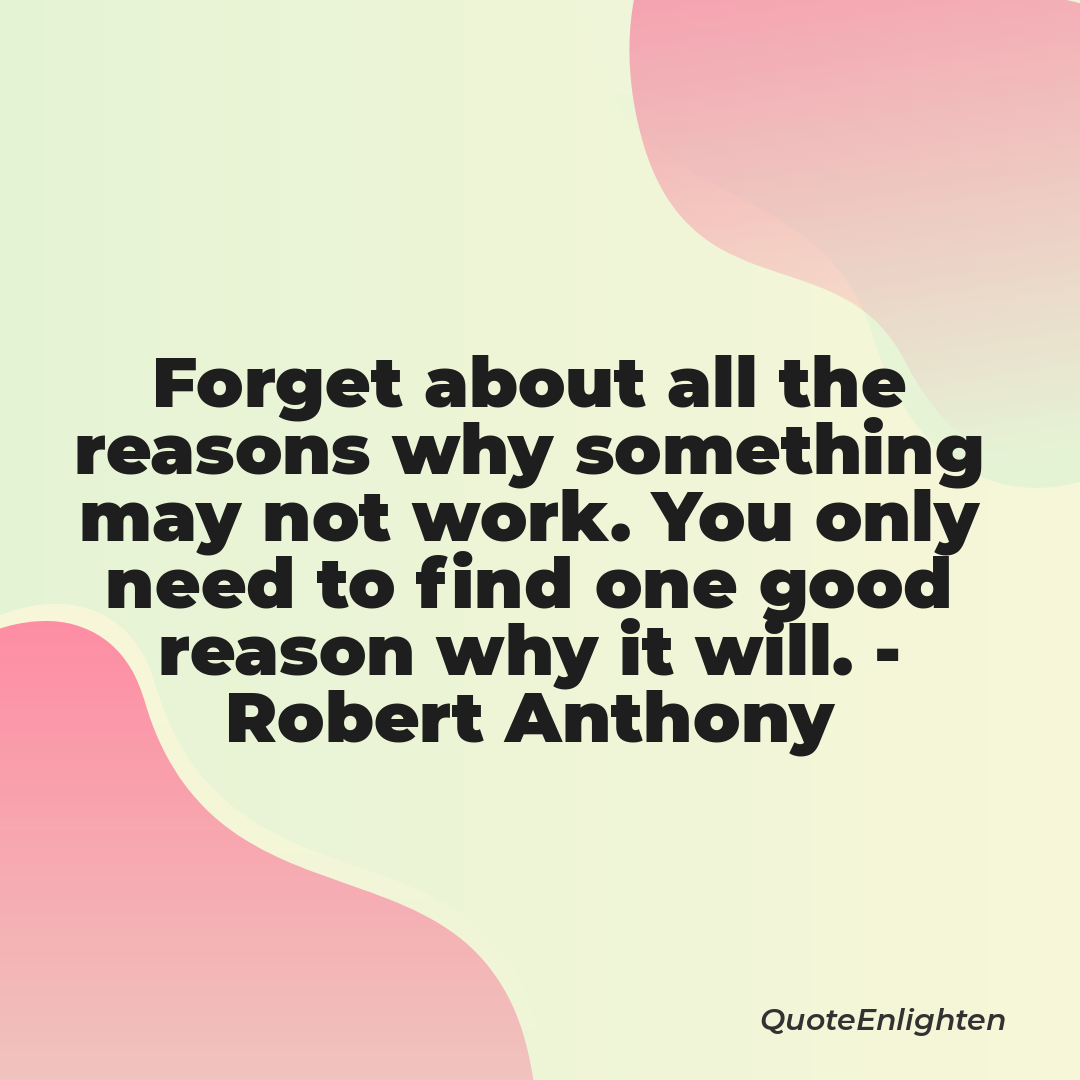 Forget about all the
reasons why something
may not work. You only
need to find one good
reason why it will. -
Robert Anthony
QuoteEnlighten